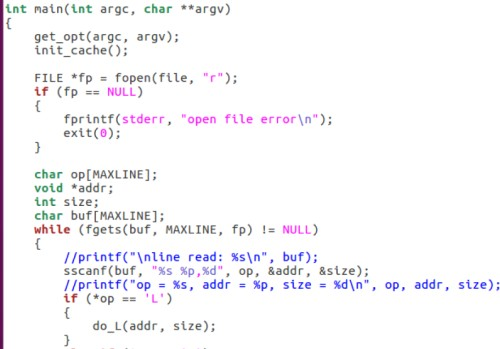 int main(int argc, char **argv)
{
    get_opt(argc, argv);
    init_cache();

    FILE *fp = fopen(file, "r");
    if (fp == NULL)
    {
        fprintf(stderr, "open file error\n");
        exit(0);
    }

    char op[MAXLINE];
    void *addr;
    int size;
    char buf[MAXLINE];
    while (fgets(buf, MAXLINE, fp) != NULL)
    {
        //printf("\nline read: %s\n", buf);
        sscanf(buf, "%s %p,%d", op, &addr, &size);
        //printf("op = %s, addr = %p, size = %d\n", op, addr, size);
        if (*op == 'L')
        {
            do_L(addr, size);
        }